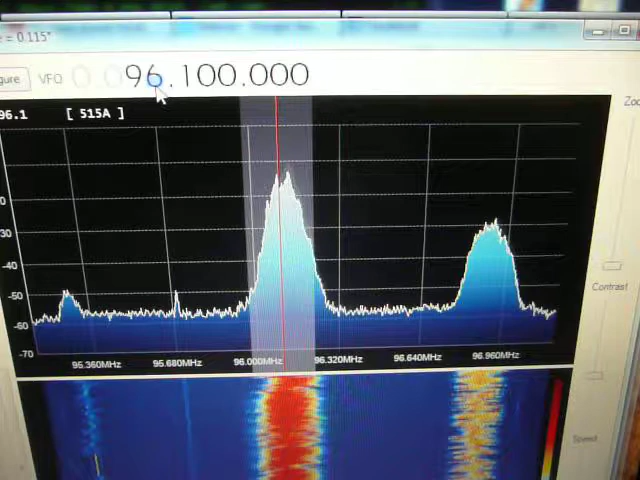 = 0.115°
gure VFO 0 0 96.100.000
Zoo
96.1 [ 515A ]
0
30
-40
Contrast
-50
-60
-70
95.360MHz 95.680MHz 96.000MHz 96.320MHz 96.640MHz 96.960MHz
Speed